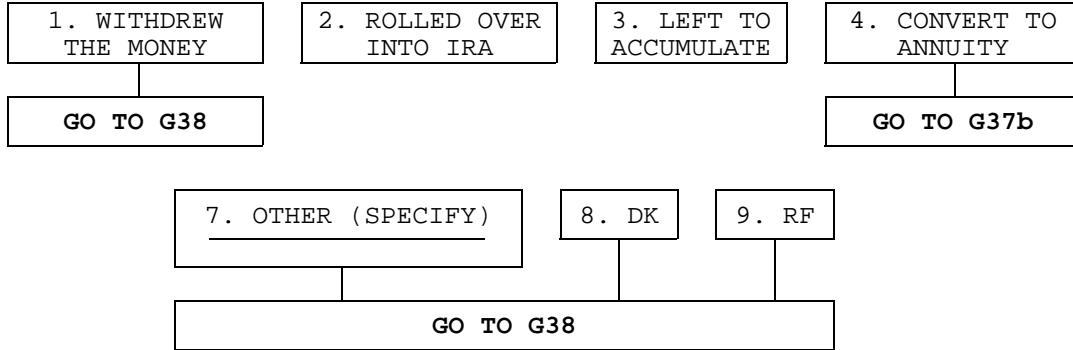 1. WITHDREW
THE MONEY
2. ROLLED OVER
INTO IRA
3. LEFT TO
ACCUMULATE
4. CONVERT TO
ANNUITY
GO TO G38
GO TO G37b
7. OTHER (SPECIFY)
8. DK
9. RF
GO TO G38